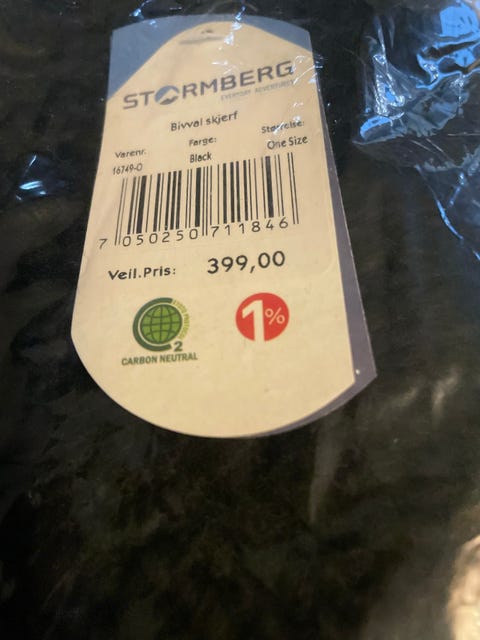 STORMBERG
EVERYDAY ADVENTURES
Bivval skjerf
Varenr. Farge: Størrelse:
16749-0 Black One Size
7 050250 711846
Veil.Pris: 399,00
1%
CO2
CARBON NEUTRAL